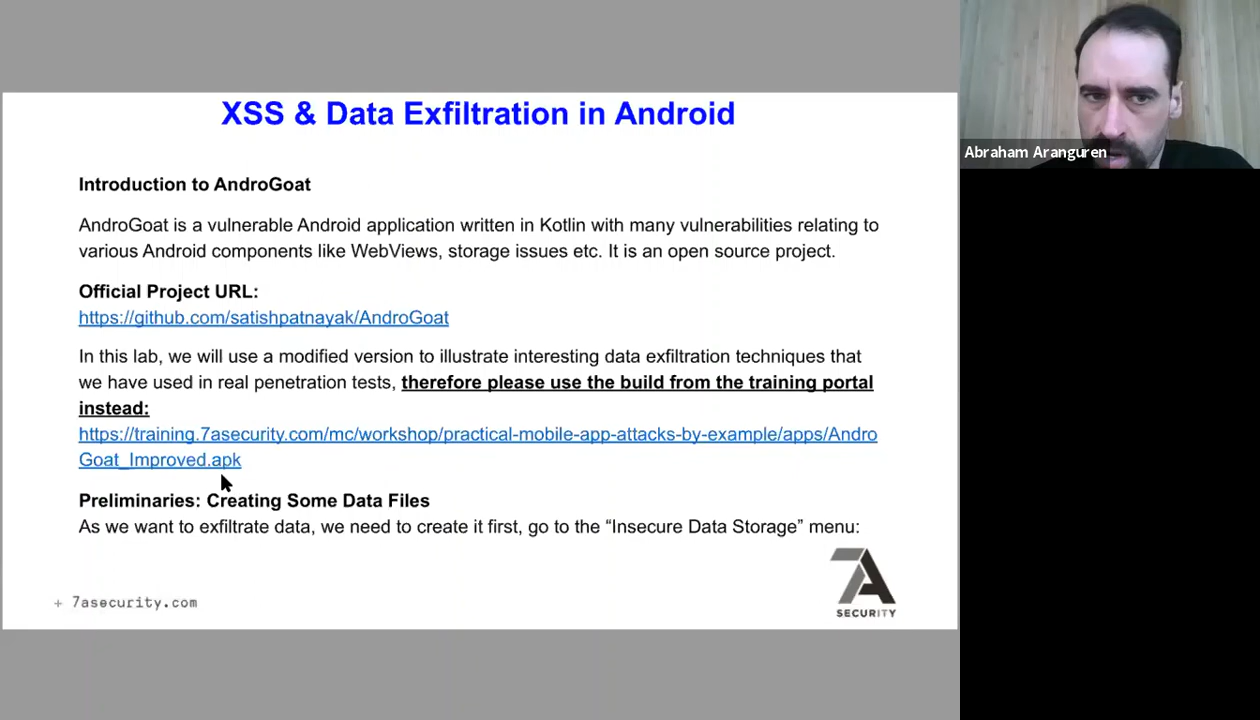 XSS & Data Exfiltration in Android
Introduction to AndroGoat
AndroGoat is a vulnerable Android application written in Kotlin with many vulnerabilities relating to
various Android components like WebViews, storage issues etc. It is an open source project.
Official Project URL:
https://github.com/satishpatnayak/AndroGoat
In this lab, we will use a modified version to illustrate interesting data exfiltration techniques that
we have used in real penetration tests, therefore please use the build from the training portal
instead:
https://training.7asecurity.com/mc/workshop/practical-mobile-app-attacks-by-example/apps/Andro
Goat_Improved.apk
Preliminaries: Creating Some Data Files
As we want to exfiltrate data, we need to create it first, go to the “Insecure Data Storage” menu:
+ 7asecurity.com
7A
SECURITY
Abraham Aranguren